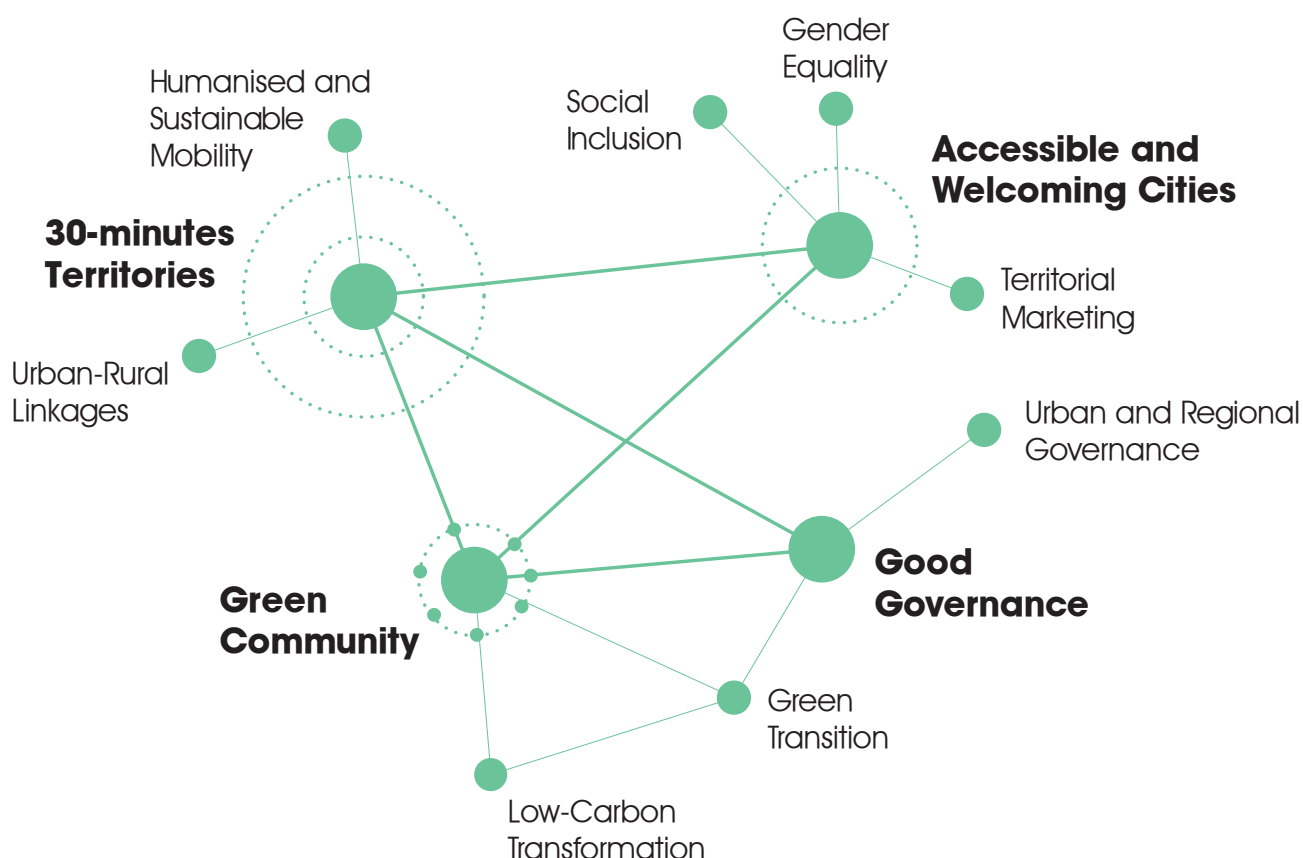 Gender
Equality
Humanised and
Sustainable
Mobility
Social
Inclusion
Accessible and
Welcoming Cities
30-minutes
Territories
Territorial
Marketing
Urban-Rural
Linkages
Urban and Regional
Governance
Good
Governance
Green
Community
Green
Transition
Low-Carbon
Transformation